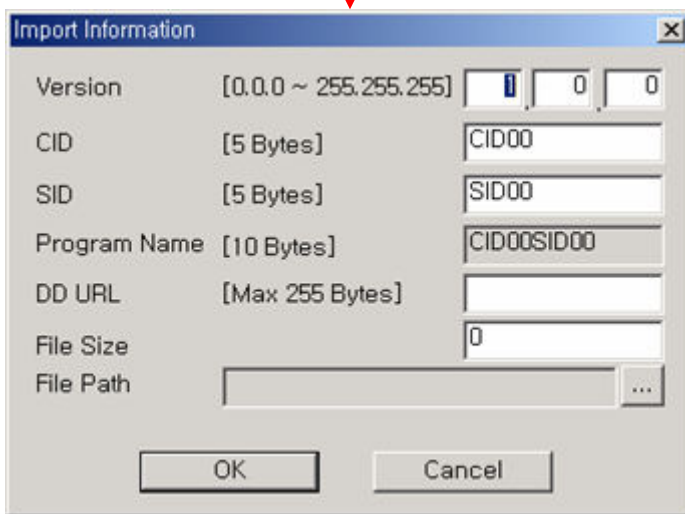 Import Information
Version [0.0.0 ~ 255.255.255] 1 . 0 . 0
CID [5 Bytes] CID00
SID [5 Bytes] SID00
Program Name [10 Bytes] CID00SID00
DD URL [Max 255 Bytes]
File Size 0
File Path ...
OK Cancel